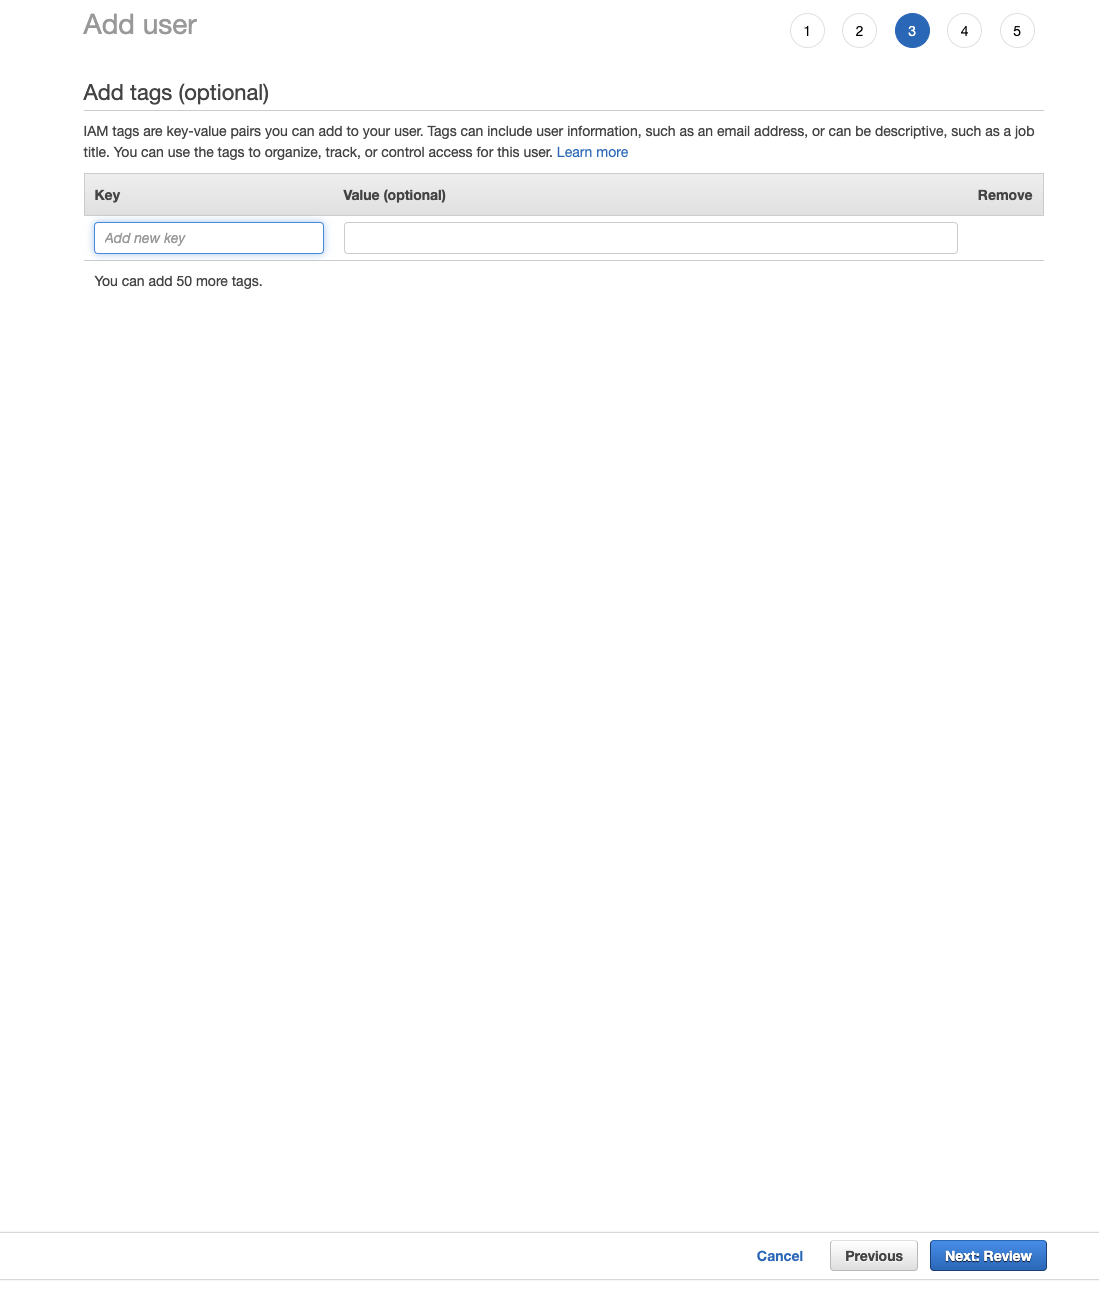 Add user
1 2 3 4 5
Add tags (optional)
IAM tags are key-value pairs you can add to your user. Tags can include user information, such as an email address, or can be descriptive, such as a job
title. You can use the tags to organize, track, or control access for this user. Learn more
Key Value (optional) Remove
Add new key
You can add 50 more tags.
Cancel Previous Next: Review